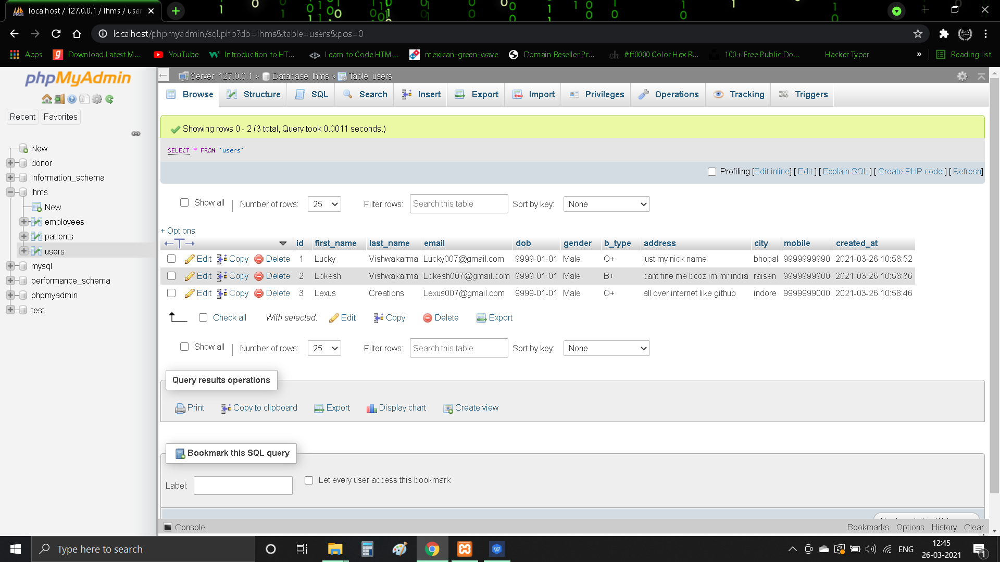 localhost / 127.0.0.1 / lhms / user
localhost/phpmyadmin/sql.php?db=lhms&table=users&pos=0
Apps Download Latest M... YouTube Introduction to HT... Learn to Code HTM... mexican-green-wave Domain Reseller Pr... #ff0000 Color Hex R... 100+ Free Public Do... Hacker Typer » Reading list
phpMyAdmin
Recent Favorites
New
donor
information_schema
lhms
New
employees
patients
users
mysql
performance_schema
phpmyadmin
test
Server: 127.0.0.1 » Database: lhms » Table: users
Browse Structure SQL Search Insert Export Import Privileges Operations Tracking Triggers
Showing rows 0 - 2 (3 total, Query took 0.0011 seconds.)
SELECT * FROM `users`
Profiling [Edit inline] [ Edit ] [ Explain SQL ] [ Create PHP code ] [ Refresh]
Show all | Number of rows: 25 Filter rows: Search this table Sort by key: None
+ Options
id first_name last_name email dob gender b_type address city mobile created_at
Edit Copy Delete 1 Lucky Vishwakarma Lucky007@gmail.com 9999-01-01 Male O+ just my nick name bhopal 9999999990 2021-03-26 10:58:52
Edit Copy Delete 2 Lokesh Vishwakarma Lokesh007@gmail.com 9999-01-01 Male B+ cant fine me bcoz im mr india raisen 9999999900 2021-03-26 10:58:36
Edit Copy Delete 3 Lexus Creations Lexus007@gmail.com 9999-01-01 Male O+ all over internet like github indore 9999999000 2021-03-26 10:58:46
Check all With selected: Edit Copy Delete Export
Show all | Number of rows: 25 Filter rows: Search this table Sort by key: None
Query results operations
Print Copy to clipboard Export Display chart Create view
Bookmark this SQL query
Label: Let every user access this bookmark
Console Bookmarks Options History Clear
Type here to search
ENG
12:45
26-03-2021
1